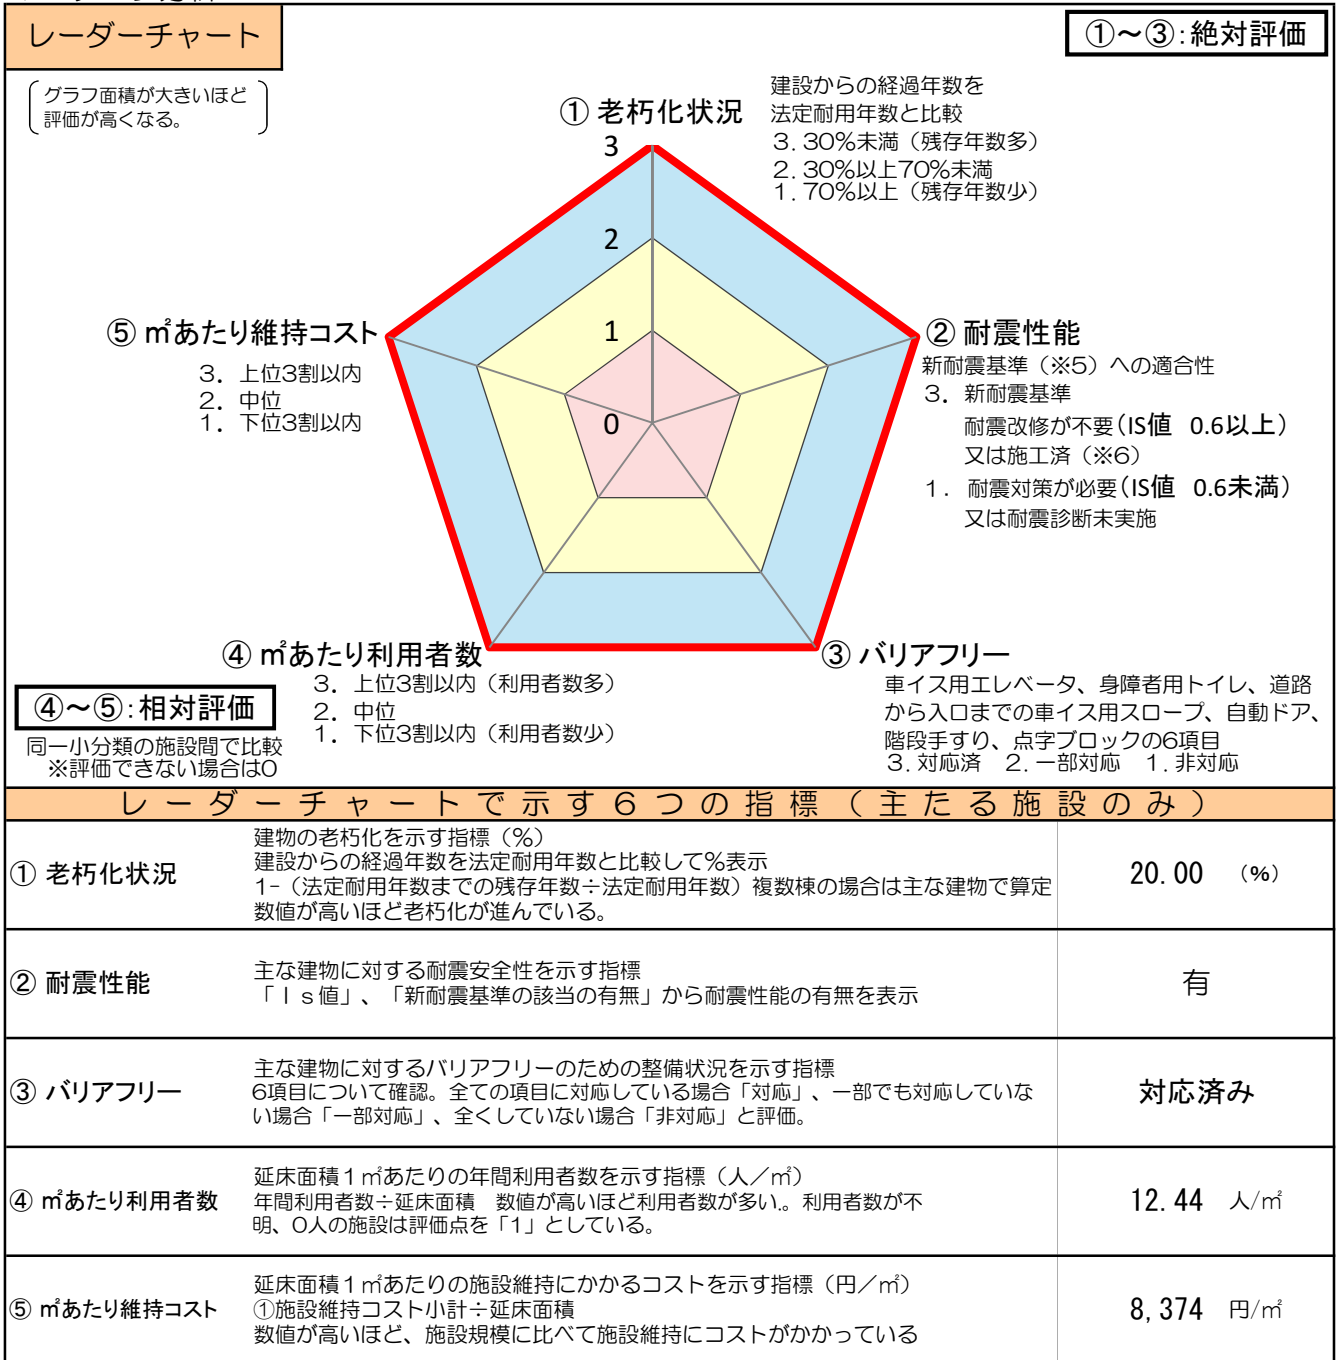 レーダーチャート
①～③:絶対評価
グラフ面積が大きいほど
評価が高くなる。
① 老朽化状況
建設からの経過年数を
法定耐用年数と比較
3.30%未満（残存年数多）
2.30%以上70%未満
1.70%以上（残存年数少）
3
2
1
0
⑤ ㎡あたり維持コスト
3．上位3割以内
2．中位
1．下位3割以内
② 耐震性能
新耐震基準（※5）への適合性
3．新耐震基準
耐震改修が不要(IS値 0.6以上)
又は施工済（※6）
1．耐震対策が必要(IS値 0.6未満)
又は耐震診断未実施
④ ㎡あたり利用者数
3．上位3割以内（利用者数多）
2．中位
1．下位3割以内（利用者数少）
③ バリアフリー
車イス用エレベータ、身障者用トイレ、道路
から入口までの車イス用スロープ、自動ドア、
階段手すり、点字ブロックの6項目
3.対応済 2.一部対応 1.非対応
④～⑤:相対評価
同一小分類の施設間で比較
※評価できない場合は0
レーダーチャートで示す６つの指標（主たる施設のみ）
① 老朽化状況
建物の老朽化を示す指標（%）
建設からの経過年数を法定耐用年数と比較して%表示
1-（法定耐用年数までの残存年数÷法定耐用年数）複数棟の場合は主な建物で算定
数値が高いほど老朽化が進んでいる。
20.00 (%)
② 耐震性能
主な建物に対する耐震安全性を示す指標
「Ｉｓ値」、「新耐震基準の該当の有無」から耐震性能の有無を表示
有
③ バリアフリー
主な建物に対するバリアフリーのための整備状況を示す指標
6項目について確認。全ての項目に対応している場合「対応」、一部でも対応していな
い場合「一部対応」、全くしていない場合「非対応」と評価。
対応済み
④ ㎡あたり利用者数
延床面積１㎡あたりの年間利用者数を示す指標（人／㎡）
年間利用者数÷延床面積 数値が高いほど利用者数が多い。利用者数が不
明、0人の施設は評価点を「1」としている。
12.44 人/㎡
⑤ ㎡あたり維持コスト
延床面積１㎡あたりの施設維持にかかるコストを示す指標（円／㎡）
①施設維持コスト小計÷延床面積
数値が高いほど、施設規模に比べて施設維持にコストがかかっている
8,374 円/㎡